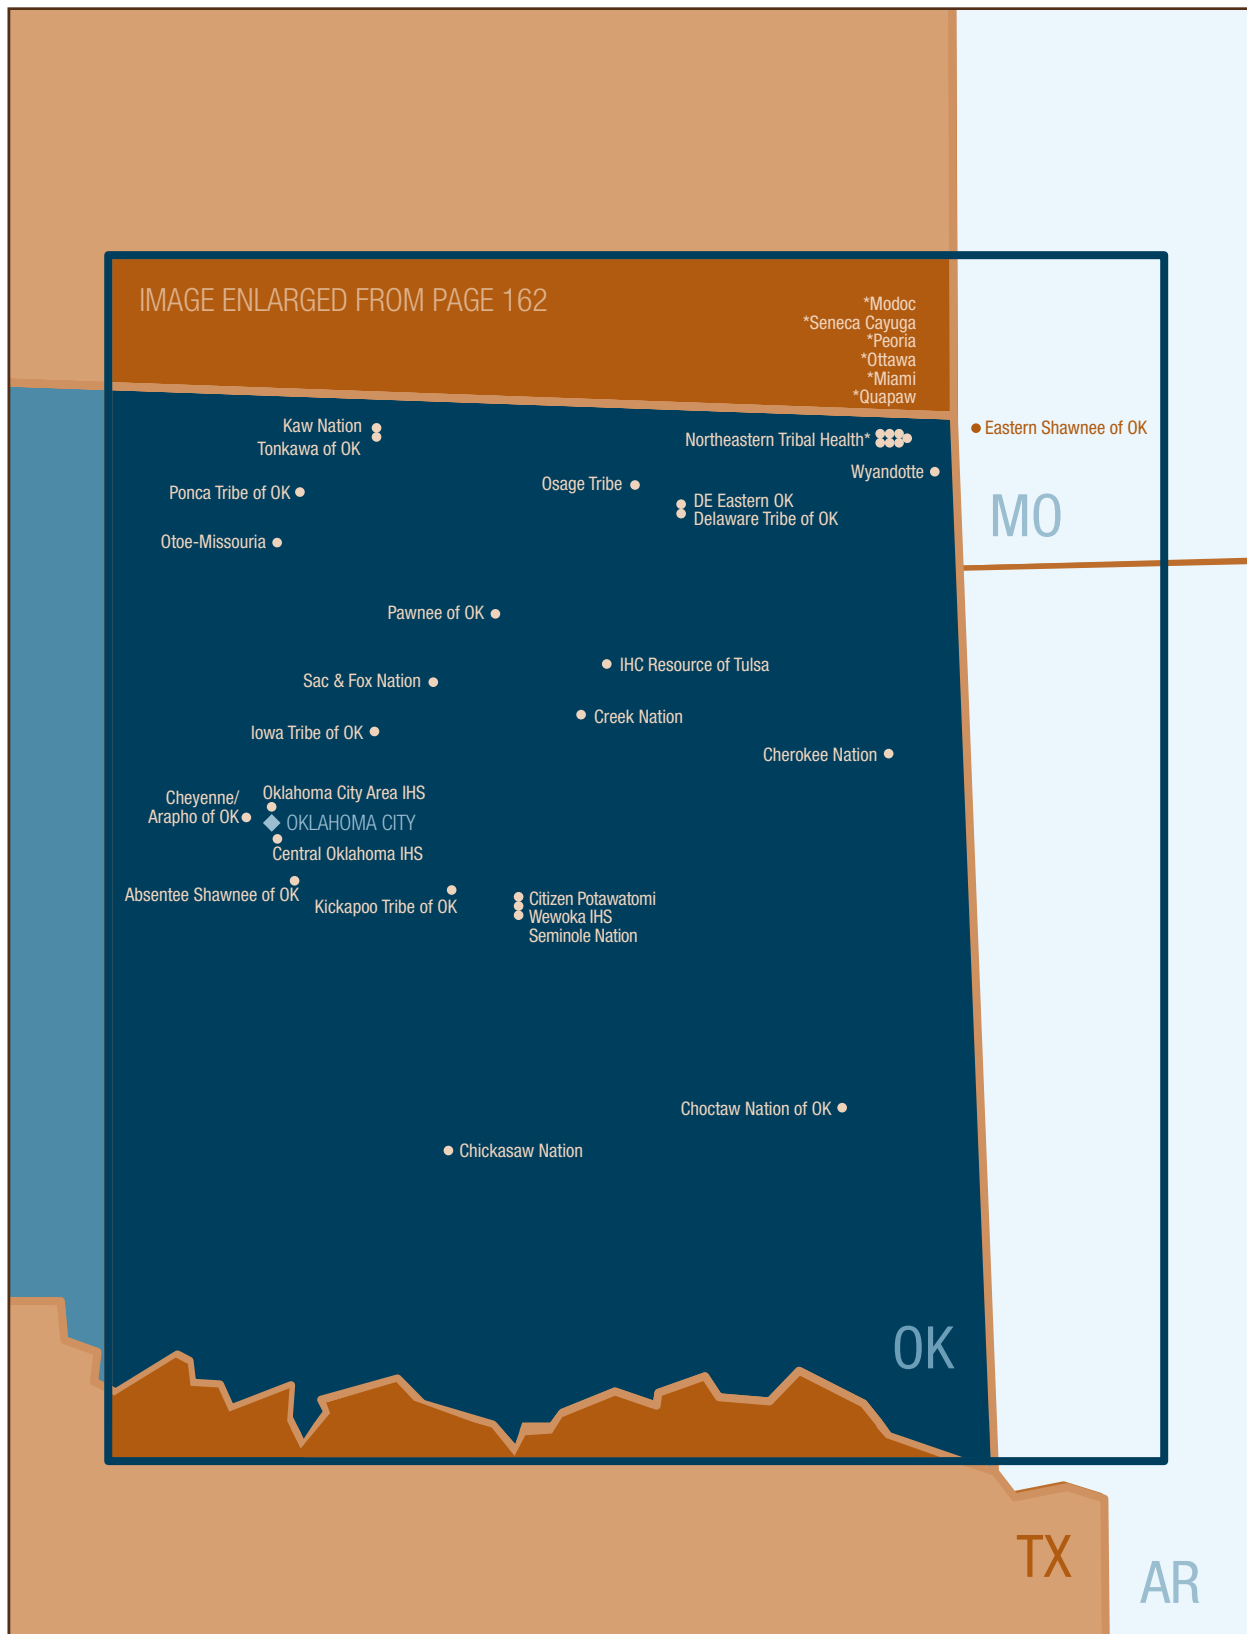 IMAGE ENLARGED FROM PAGE 162
*Modoc
*Seneca Cayuga
*Peoria
*Ottawa
*Miami
*Quapaw
Kaw Nation
Tonkawa of OK
Northeastern Tribal Health*
Eastern Shawnee of OK
Wyandotte
Ponca Tribe of OK
Osage Tribe
DE Eastern OK
Delaware Tribe of OK
MO
Otoe-Missouria
Pawnee of OK
IHC Resource of Tulsa
Sac & Fox Nation
Creek Nation
Iowa Tribe of OK
Cherokee Nation
Cheyenne/
Arapho of OK
Oklahoma City Area IHS
OKLAHOMA CITY
Central Oklahoma IHS
Absentee Shawnee of OK
Kickapoo Tribe of OK
Citizen Potawatomi
Wewoka IHS
Seminole Nation
Choctaw Nation of OK
Chickasaw Nation
OK
TX
AR